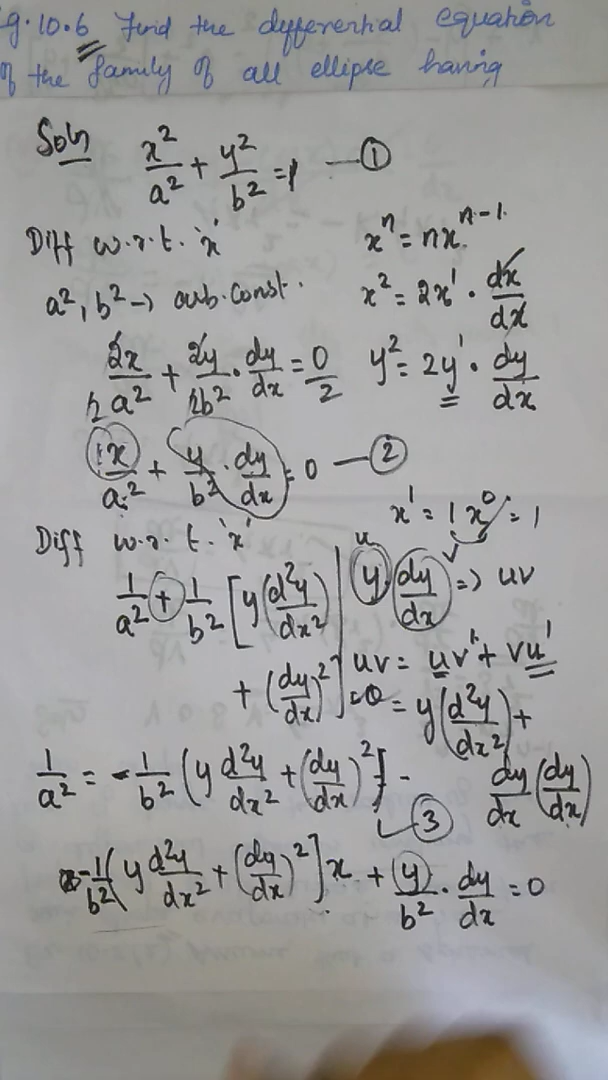 g. 10.6 Find the dyferential equation
of the family of all ellipse having
Soln x²/a² + y²/b² = 1 — ①
Diff w.r.t. 'x'
xⁿ = nxⁿ⁻¹.
a², b² → arb. const.
x² = 2x¹ · dx/dx
2x/2a² + 2y/2b² · dy/dx = 0/2
y² = 2y¹ · dy/dx
1x/a² + y/b² · dy/dx = 0 — ②
x¹ = 1x⁰ = 1
Diff w.r.t. 'x'
1/a² + 1/b² [y(d²y/dx²)
+ (dy/dx)²] = 0
u
y (dy/dx) v => uv
uv = uv' + vu'
= y(d²y/dx²) +
dy/dx (dy/dx)
1/a² = -1/b² (y d²y/dx² + (dy/dx)²] -
③
-1/b² (y d²y/dx² + (dy/dx)²] x + y/b² · dy/dx = 0